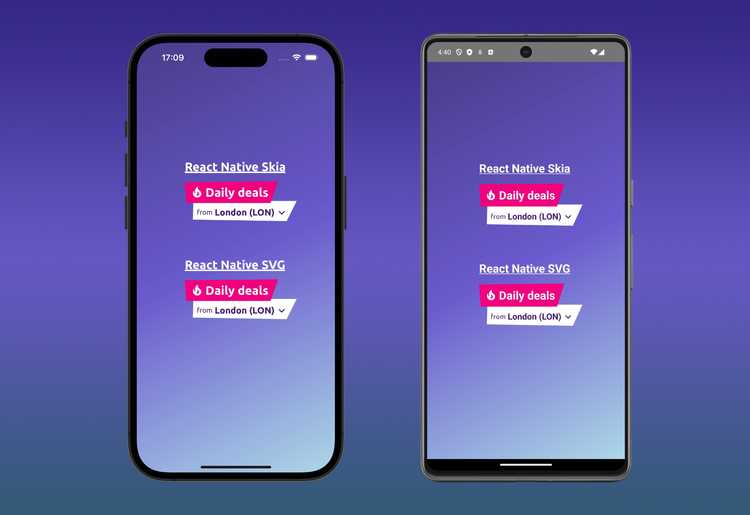 17:09
React Native Skia
Daily deals
from London (LON)
React Native SVG
Daily deals
from London (LON)
4:40
React Native Skia
Daily deals
from London (LON)
React Native SVG
Daily deals
from London (LON)